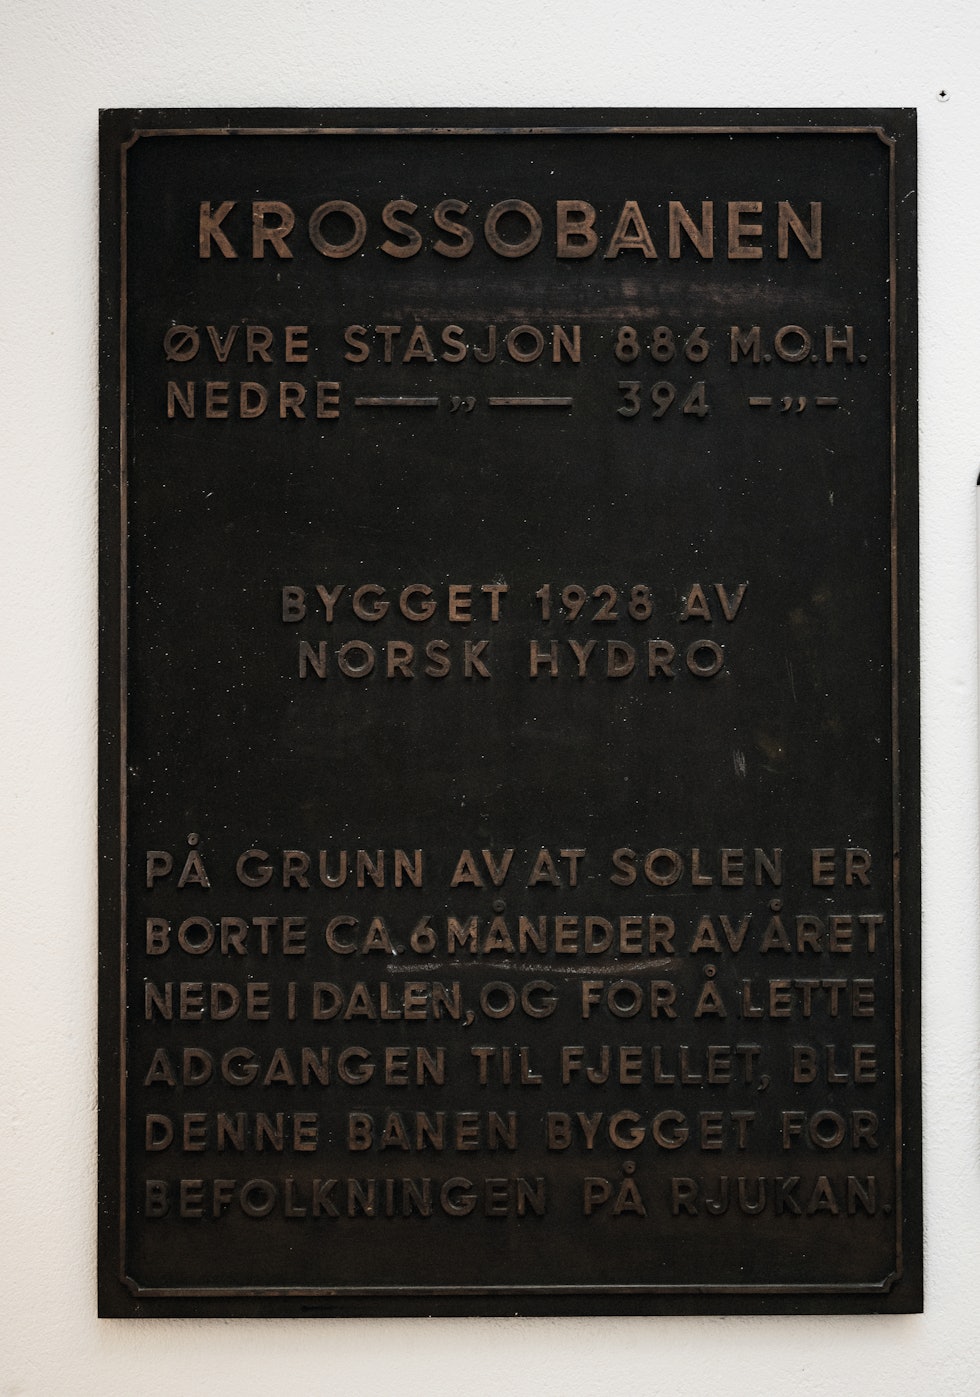 KROSSOBANEN
ØVRE STASJON 886 M.O.H.
NEDRE — „ — 394 -„-
BYGGET 1928 AV
NORSK HYDRO
PÅ GRUNN AV AT SOLEN ER
BORTE CA. 6 MÅNEDER AV ÅRET
NEDE I DALEN, OG FOR Å LETTE
ADGANGEN TIL FJELLET, BLE
DENNE BANEN BYGGET FOR
BEFOLKNINGEN PÅ RJUKAN.